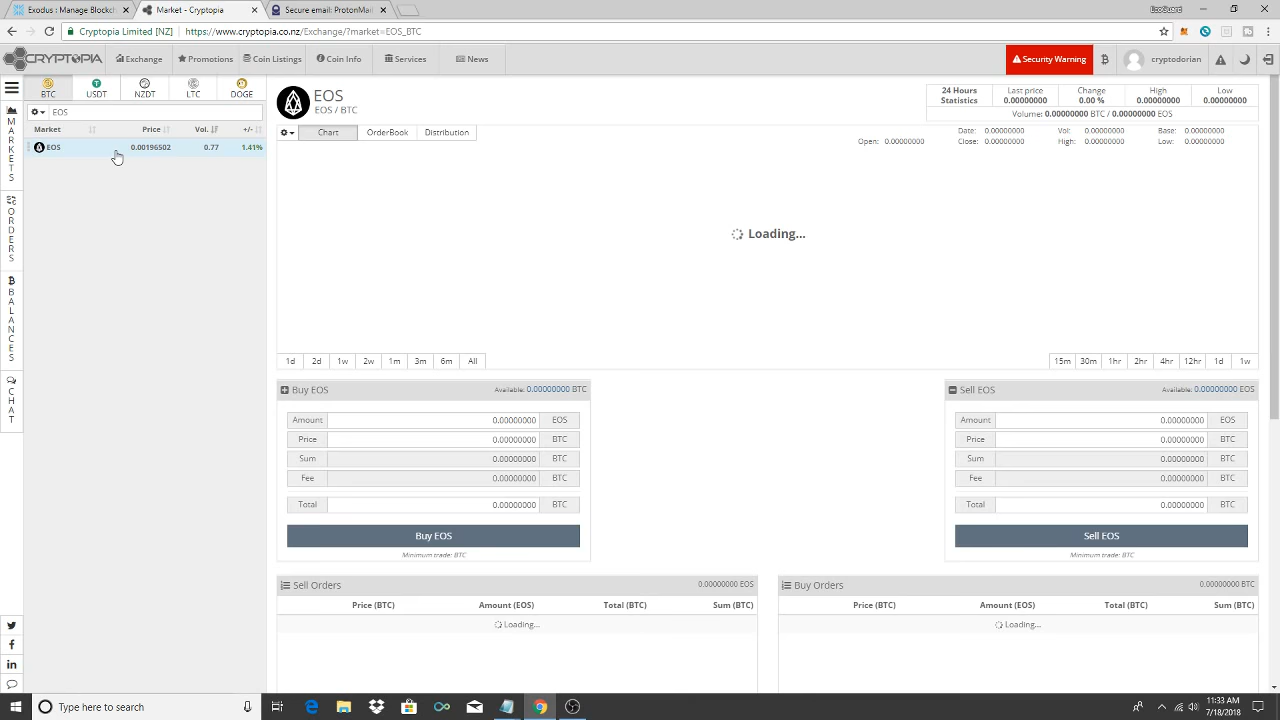 Exodus : Manage Blockch
Market - Cryptopia
Secure email: ProtonMail
Cryptopia Limited [NZ]
https://www.cryptopia.co.nz/Exchange/?market=EOS_BTC
CRYPTOPIA
Exchange
Promotions
Coin Listings
Coin Info
Services
News
Security Warning
cryptodorian
BTC
USDT
NZDT
LTC
DOGE
EOS
Market Price Vol. +/-
EOS 0.00196502 0.77 1.41%
MARKETS
ORDERS
BALANCES
CHAT
EOS
EOS / BTC
24 Hours Last price Change High Low
Statistics 0.00000000 0.00 % 0.00000000 0.00000000
Volume: 0.00000000 BTC / 0.00000000 EOS
Chart OrderBook Distribution
Date: 0.00000000 Vol: 0.00000000 Base: 0.00000000
Open: 0.00000000 Close: 0.00000000 High: 0.00000000 Low: 0.00000000
Loading...
1d 2d 1w 2w 1m 3m 6m All
15m 30m 1hr 2hr 4hr 12hr 1d 1w
Buy EOS Available: 0.00000000 BTC
Amount 0.00000000 EOS
Price 0.00000000 BTC
Sum 0.00000000 BTC
Fee 0.00000000 BTC
Total 0.00000000 BTC
Buy EOS
Minimum trade: BTC
Sell EOS Available: 0.00000000 EOS
Amount 0.00000000 EOS
Price 0.00000000 BTC
Sum 0.00000000 BTC
Fee 0.00000000 BTC
Total 0.00000000 BTC
Sell EOS
Minimum trade: BTC
Sell Orders 0.00000000 EOS
Price (BTC) Amount (EOS) Total (BTC) Sum (BTC)
Loading...
Buy Orders 0.00000000 BTC
Price (BTC) Amount (EOS) Total (BTC) Sum (BTC)
Loading...
Type here to search
11:33 AM
7/18/2018